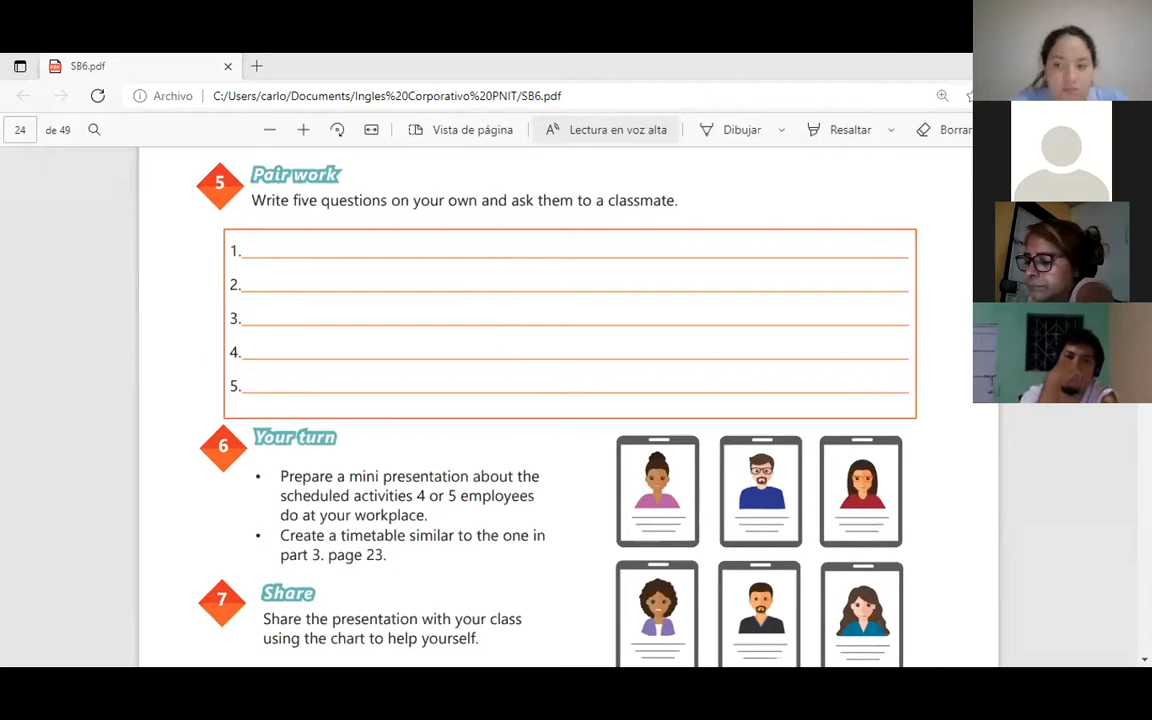 SB6.pdf
Archivo C:/Users/carlo/Documents/Ingles%20Corporativo%20PNIT/SB6.pdf
24 de 49 Vista de página Lectura en voz alta Dibujar Resaltar Borrar
5 Pair work
Write five questions on your own and ask them to a classmate.
1.
2.
3.
4.
5.
6 Your turn
• Prepare a mini presentation about the
scheduled activities 4 or 5 employees
do at your workplace.
• Create a timetable similar to the one in
part 3. page 23.
7 Share
Share the presentation with your class
using the chart to help yourself.